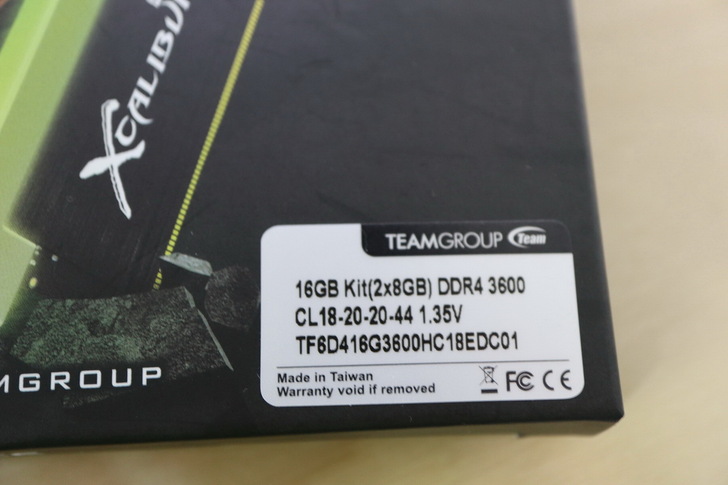 XCALIBUR
TEAMGROUP Team
16GB Kit(2x8GB) DDR4 3600
CL18-20-20-44 1.35V
TF6D416G3600HC18EDC01
Made in Taiwan
Warranty void if removed
FC CE
MGROUP